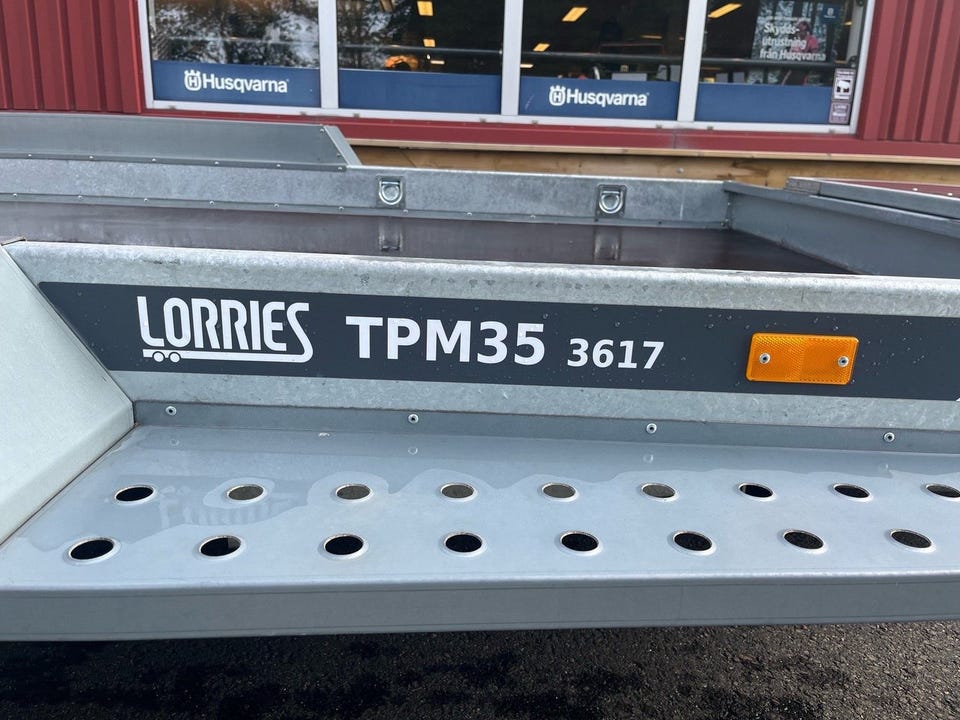 Husqvarna
Husqvarna
Skydds-
utrustning
från Husqvarna
LORRIES TPM35 3617